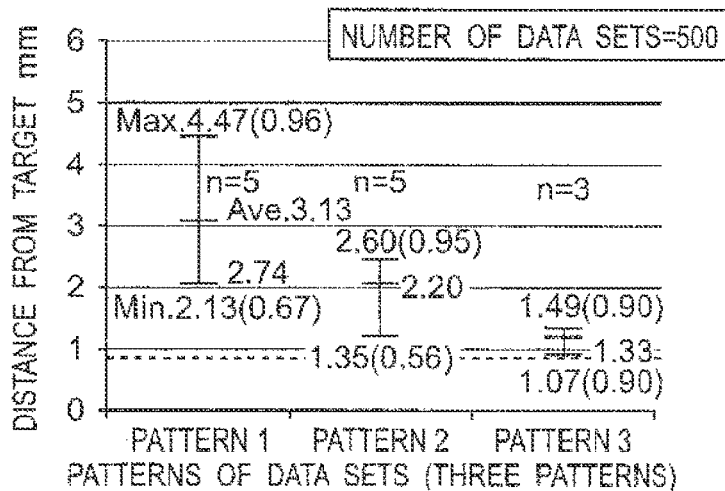 NUMBER OF DATA SETS=500
DISTANCE FROM TARGET mm
6
5
4
3
2
1
0
Max.4.47(0.96)
n=5
Ave.3.13
2.74
Min.2.13(0.67)
n=5
2.60(0.95)
2.20
1.35(0.56)
n=3
1.49(0.90)
1.33
1.07(0.90)
PATTERN 1 PATTERN 2 PATTERN 3
PATTERNS OF DATA SETS (THREE PATTERNS)